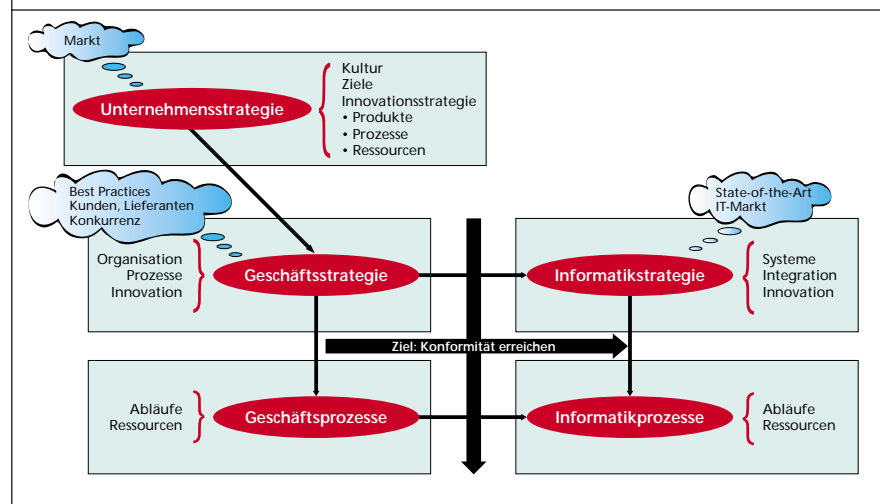 Markt
Unternehmensstrategie
Kultur
Ziele
Innovationsstrategie
• Produkte
• Prozesse
• Ressourcen
Best Practices
Kunden, Lieferanten
Konkurrenz
State-of-the-Art
IT-Markt
Organisation
Prozesse
Innovation
Geschäftsstrategie
Informatikstrategie
Systeme
Integration
Innovation
Ziel: Konformität erreichen
Abläufe
Ressourcen
Geschäftsprozesse
Informatikprozesse
Abläufe
Ressourcen